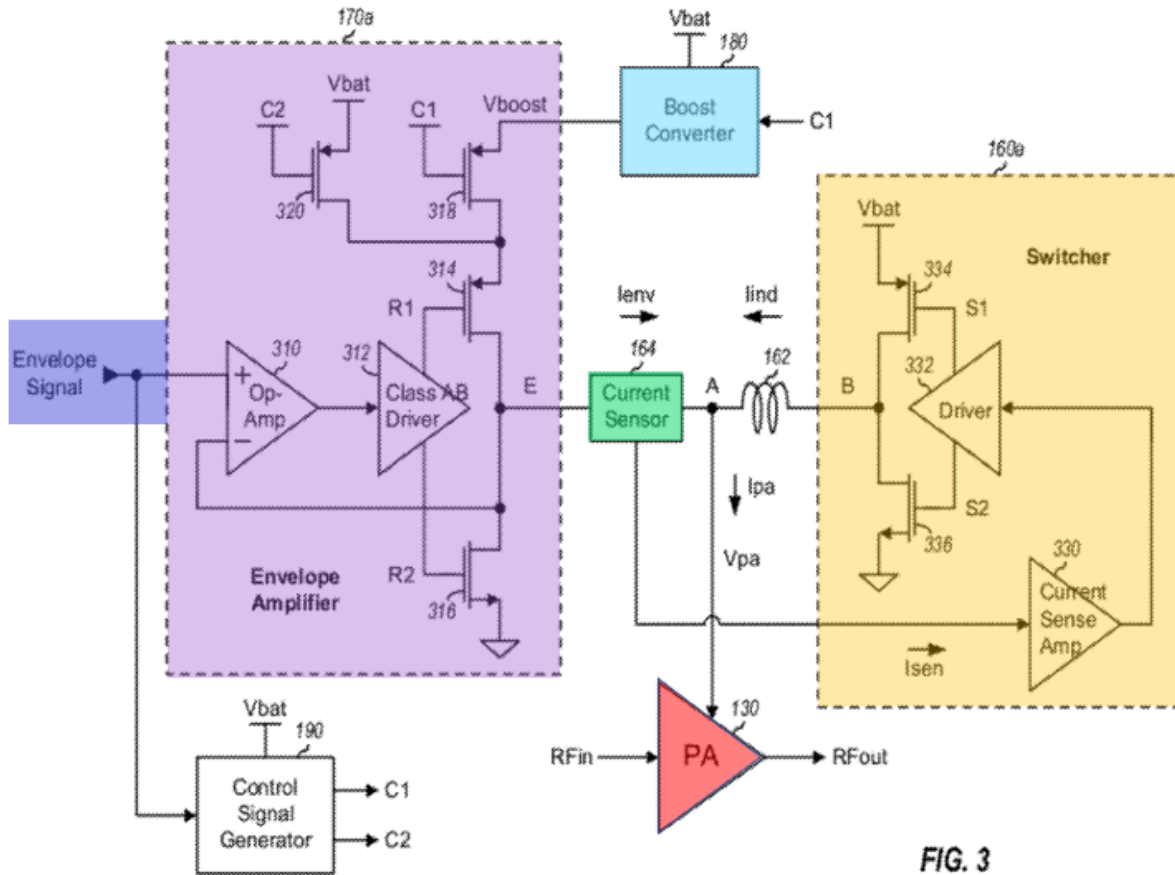 170a
Vbat
180
Vbat
C2
C1
Vboost
Boost
Converter
C1
320
318
160a
Vbat
Switcher
314
334
R1
Ienv
Iind
S1
Envelope
Signal
310
+
Op-
Amp
−
312
Class AB
Driver
E
164
Current
Sensor
A
162
B
332
Driver
Ipa
S2
336
Vpa
R2
316
Envelope
Amplifier
330
Current
Sense
Amp
Isen
Vbat
190
130
RFin
PA
RFout
Control
Signal
Generator
C1
C2
FIG. 3